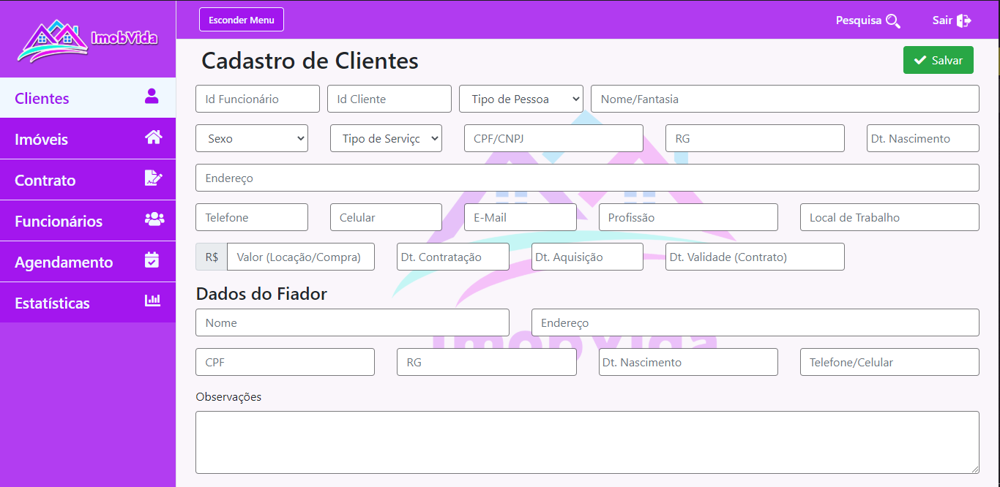 ImobVida
Esconder Menu
Pesquisa
Sair
Clientes
Imóveis
Contrato
Funcionários
Agendamento
Estatísticas
Cadastro de Clientes
Salvar
Id Funcionário Id Cliente Tipo de Pessoa Nome/Fantasia
Sexo Tipo de Serviço CPF/CNPJ RG Dt. Nascimento
Endereço
Telefone Celular E-Mail Profissão Local de Trabalho
R$ Valor (Locação/Compra) Dt. Contratação Dt. Aquisição Dt. Validade (Contrato)
Dados do Fiador
Nome Endereço
ImobVida
CPF RG Dt. Nascimento Telefone/Celular
Observações